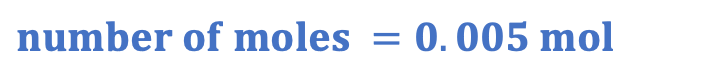 number of moles = 0.005 mol